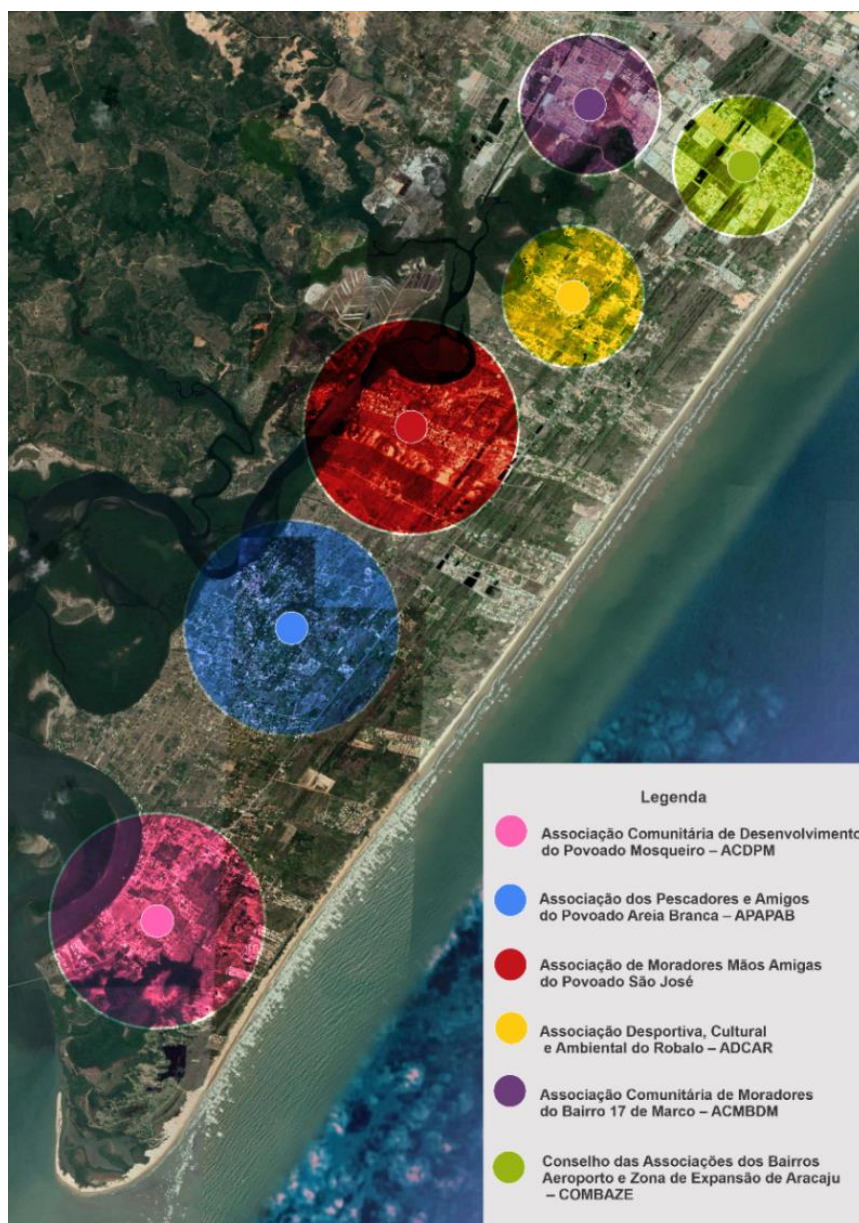 Legenda
Associação Comunitária de Desenvolvimento
do Povoado Mosqueiro – ACDPM
Associação dos Pescadores e Amigos
do Povoado Areia Branca – APAPAB
Associação de Moradores Mãos Amigas
do Povoado São José
Associação Desportiva, Cultural
e Ambiental do Robalo – ADCAR
Associação Comunitária de Moradores
do Bairro 17 de Marco – ACMBDM
Conselho das Associações dos Bairros
Aeroporto e Zona de Expansão de Aracaju
– COMBAZE